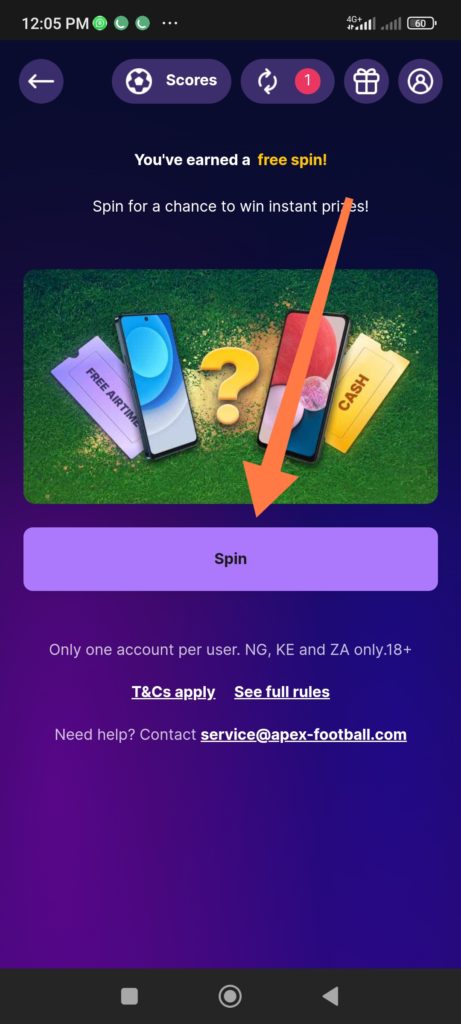 12:05 PM
4G+
60
Scores
1
You've earned a free spin!
Spin for a chance to win instant prizes!
FREE AIRTIME
CASH
Spin
Only one account per user. NG, KE and ZA only.18+
T&Cs apply See full rules
Need help? Contact service@apex-football.com